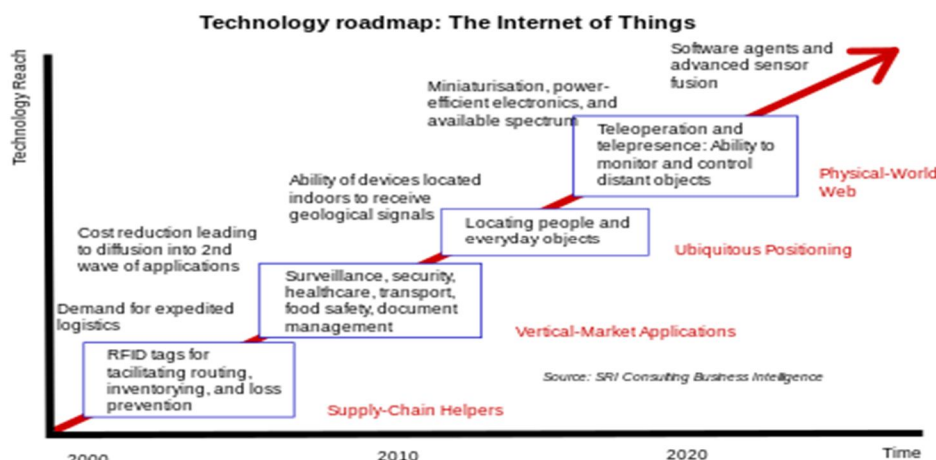 Technology roadmap: The Internet of Things
Technology Reach
Software agents and
advanced sensor
fusion
Miniaturisation, power-
efficient electronics, and
available spectrum
Teleoperation and
telepresence: Ability to
monitor and control
distant objects
Physical-World
Web
Ability of devices located
indoors to receive
geological signals
Locating people and
everyday objects
Ubiquitous Positioning
Cost reduction leading
to diffusion into 2nd
wave of applications
Surveillance, security,
healthcare, transport,
food safety, document
management
Vertical-Market Applications
Demand for expedited
logistics
RFID tags for
tacilitating routing,
inventorying, and loss
prevention
Supply-Chain Helpers
Source: SRI Consulting Business Intelligence
2000
2010
2020
Time